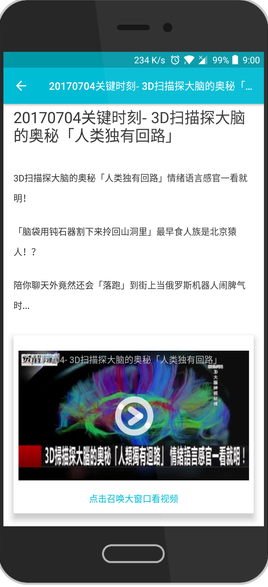 234 K/s 99% 9:00
20170704关键时刻- 3D扫描探大脑的奥秘「...
20170704关键时刻- 3D扫描探大脑
的奥秘「人类独有回路」
3D扫描探大脑的奥秘「人类独有回路」情绪语言感官一看就
明!
「脑袋用钝石器割下来拎回山洞里」最早食人族是北京猿
人!?
陪你聊天外竟然还会「落跑」到街上当俄罗斯机器人闹脾气
时...
04- 3D扫描探大脑的奥秘「人类独有回路」
3D掃描探大腦的奧秘「人類獨有迴路」 情緒語言感官一看就明!
点击召唤大窗口看视频